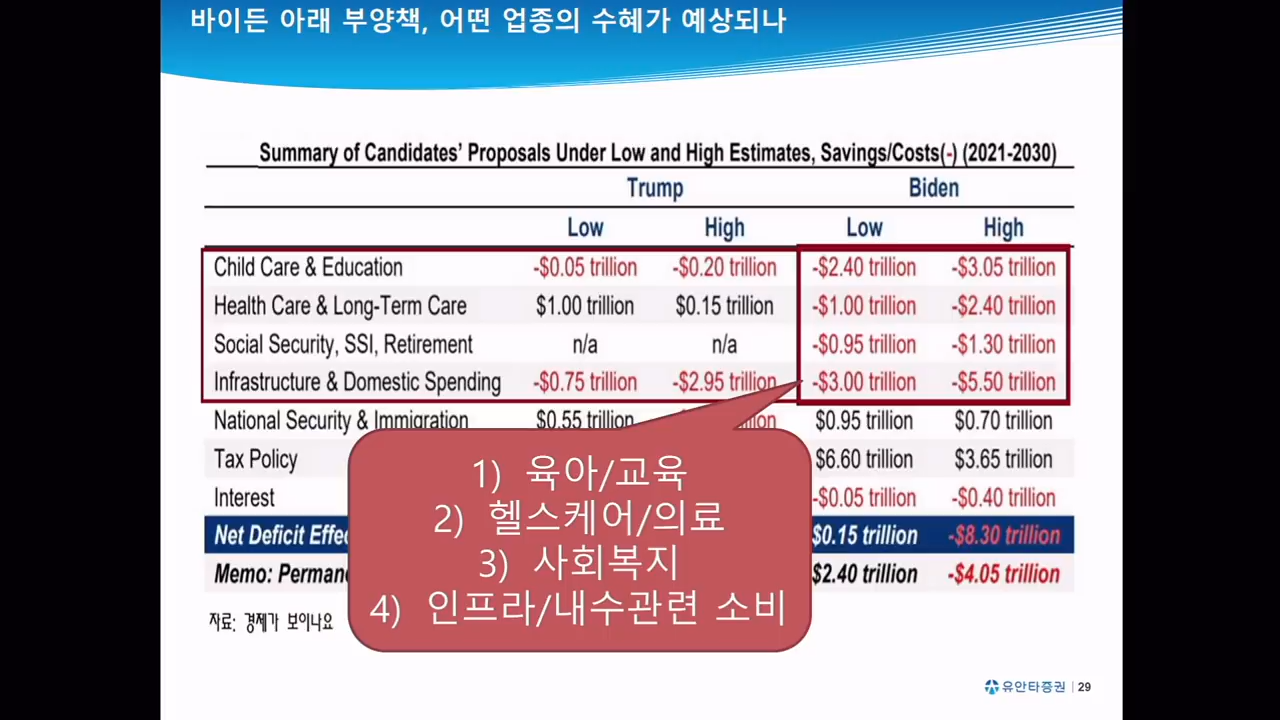 바이든 아래 부양책, 어떤 업종의 수혜가 예상되나
Summary of Candidates' Proposals Under Low and High Estimates, Savings/Costs(-) (2021-2030)
Trump Biden
Low High Low High
Child Care & Education -$0.05 trillion -$0.20 trillion -$2.40 trillion -$3.05 trillion
Health Care & Long-Term Care $1.00 trillion $0.15 trillion -$1.00 trillion -$2.40 trillion
Social Security, SSI, Retirement n/a n/a -$0.95 trillion -$1.30 trillion
Infrastructure & Domestic Spending -$0.75 trillion -$2.95 trillion -$3.00 trillion -$5.50 trillion
National Security & Immigration $0.55 trillion $0.95 trillion $0.70 trillion
Tax Policy $6.60 trillion $3.65 trillion
Interest -$0.05 trillion -$0.40 trillion
Net Deficit $0.15 trillion -$8.30 trillion
Memo: $2.40 trillion -$4.05 trillion
1) 육아/교육
2) 헬스케어/의료
3) 사회복지
4) 인프라/내수관련 소비
자료: 경제가 보이나요
유안타증권 | 29